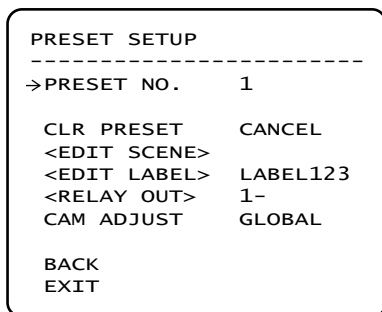 PRESET SETUP
------------------------
→PRESET NO. 1
CLR PRESET CANCEL
<EDIT SCENE>
<EDIT LABEL> LABEL123
<RELAY OUT> 1-
CAM ADJUST GLOBAL
BACK
EXIT